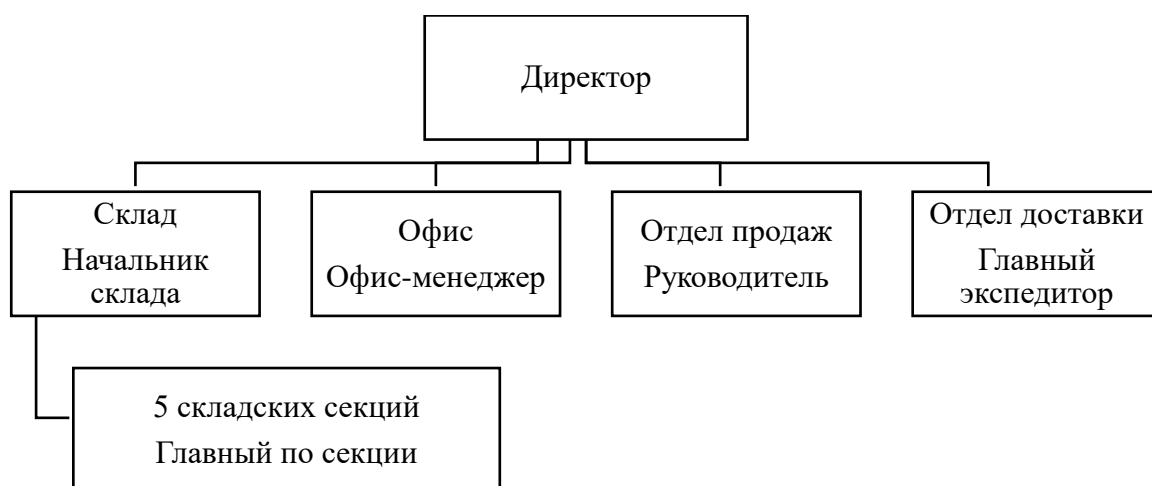 Директор
Склад
Начальник
склада
Офис
Офис-менеджер
Отдел продаж
Руководитель
Отдел доставки
Главный
экспедитор
5 складских секций
Главный по секции